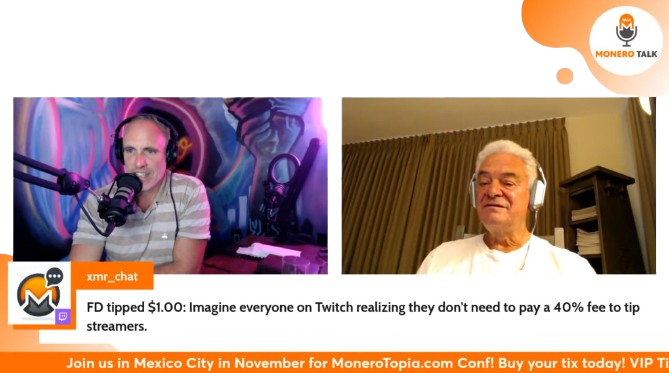 MONERO TALK
xmr_chat
FD tipped $1.00: Imagine everyone on Twitch realizing they don't need to pay a 40% fee to tip
streamers.
Join us in Mexico City in November for MoneroTopia.com Conf! Buy your tix today! VIP Ti